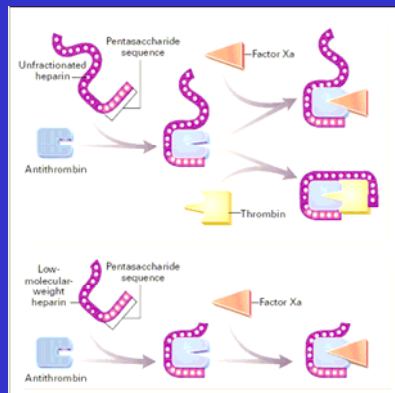 Pentasaccharide
sequence
Unfractionated
heparin
Factor Xa
Antithrombin
Thrombin
Low-
molecular-
weight
heparin
Pentasaccharide
sequence
Factor Xa
Antithrombin